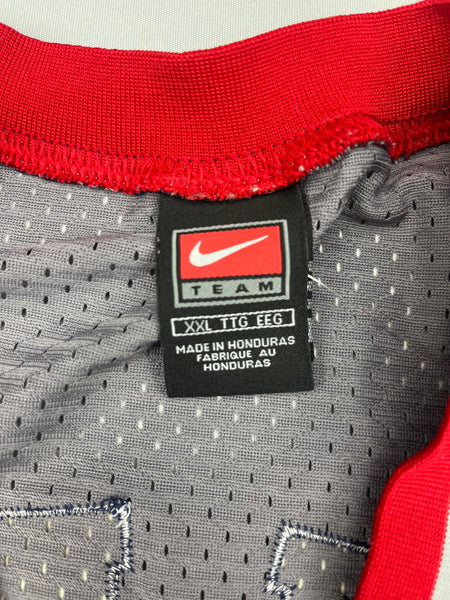 TEAM
XXL TTG EEG
MADE IN HONDURAS
FABRIQUE AU
HONDURAS